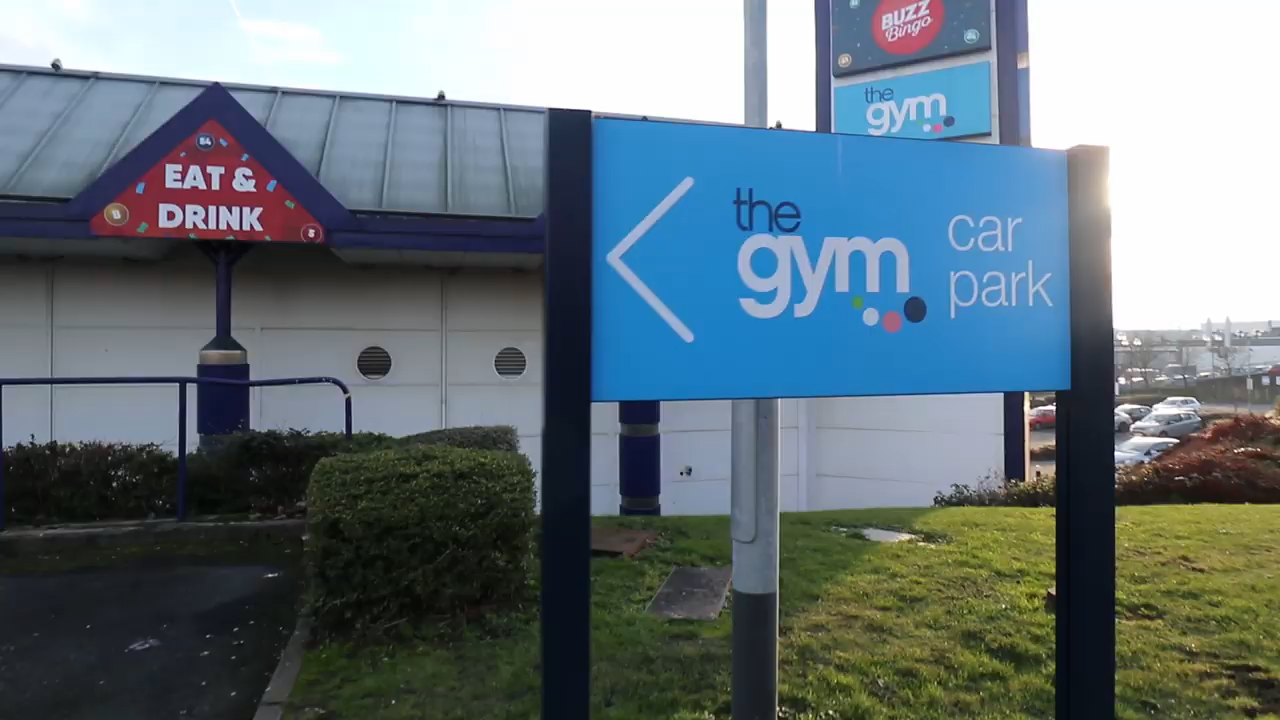 BUZZ
Bingo
the
gym
EAT &
DRINK
the
gym
car
park